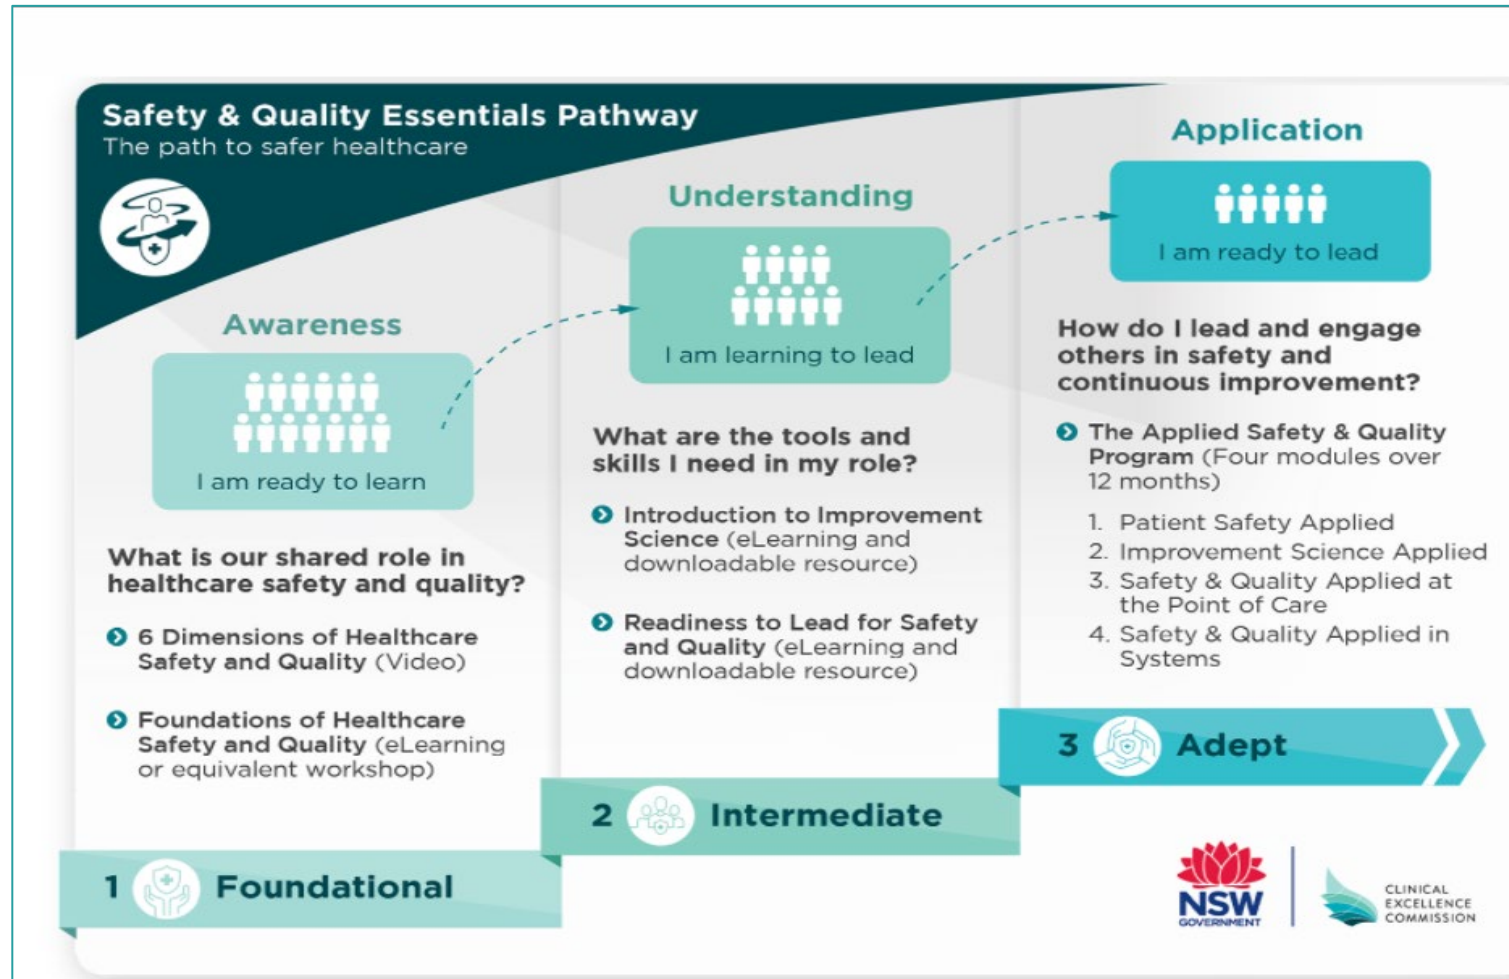 Safety & Quality Essentials Pathway
The path to safer healthcare
Awareness
I am ready to learn
What is our shared role in
healthcare safety and quality?
6 Dimensions of Healthcare
Safety and Quality (Video)
Foundations of Healthcare
Safety and Quality (eLearning
or equivalent workshop)
1 Foundational
Understanding
I am learning to lead
What are the tools and
skills I need in my role?
Introduction to Improvement
Science (eLearning and
downloadable resource)
Readiness to Lead for Safety
and Quality (eLearning and
downloadable resource)
2 Intermediate
Application
I am ready to lead
How do I lead and engage
others in safety and
continuous improvement?
The Applied Safety & Quality
Program (Four modules over
12 months)
1. Patient Safety Applied
2. Improvement Science Applied
3. Safety & Quality Applied at
the Point of Care
4. Safety & Quality Applied in
Systems
3 Adept
NSW
GOVERNMENT
CLINICAL
EXCELLENCE
COMMISSION